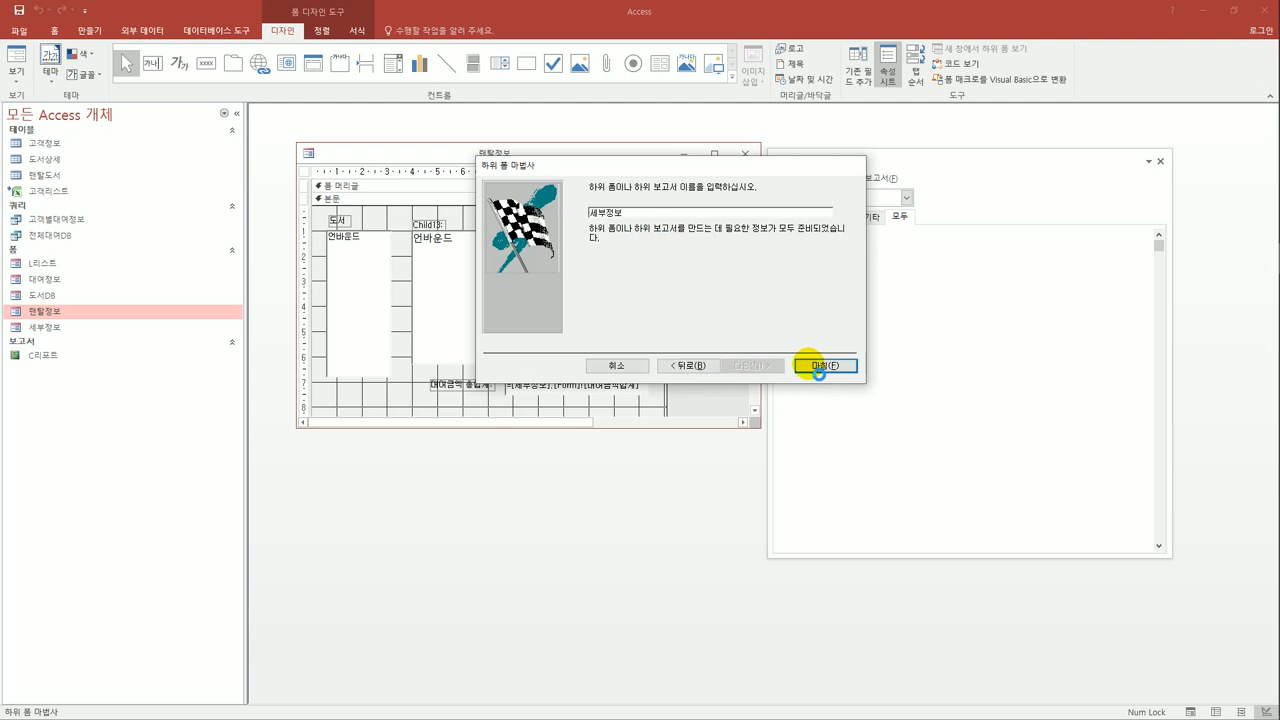 폼 디자인 도구
Access
파일
홈
만들기
외부 데이터
데이터베이스 도구
디자인
정렬
서식
수행할 작업을 알려 주세요.
로그인
보기
테마
색
글꼴
이미지 삽입
로고
제목
날짜 및 시간
기존 필드 추가
속성 시트
탭 순서
새 창에서 하위 폼 보기
코드 보기
폼 매크로를 Visual Basic으로 변환
보기
테마
컨트롤
머리글/바닥글
도구
모든 Access 개체
테이블
고객정보
도서상세
랜탈도서
고객리스트
쿼리
고객별대여정보
전체대여DB
폼
L리스트
대여정보
도서DB
랜탈정보
세부정보
보고서
C리포트
랜탈정보
폼 머리글
본문
도서
Child13:
언바운드
언바운드
대여금액 총합계:
=[세부정보].[Form]![대여금액합계]
하위 폼 마법사
하위 폼이나 하위 보고서 이름을 입력하십시오.
세부정보
하위 폼이나 하위 보고서를 만드는 데 필요한 정보가 모두 준비되었습니다.
취소
< 뒤로(B)
다음(N) >
마침(F)
보고서(F)
기타
모두
하위 폼 마법사
Num Lock